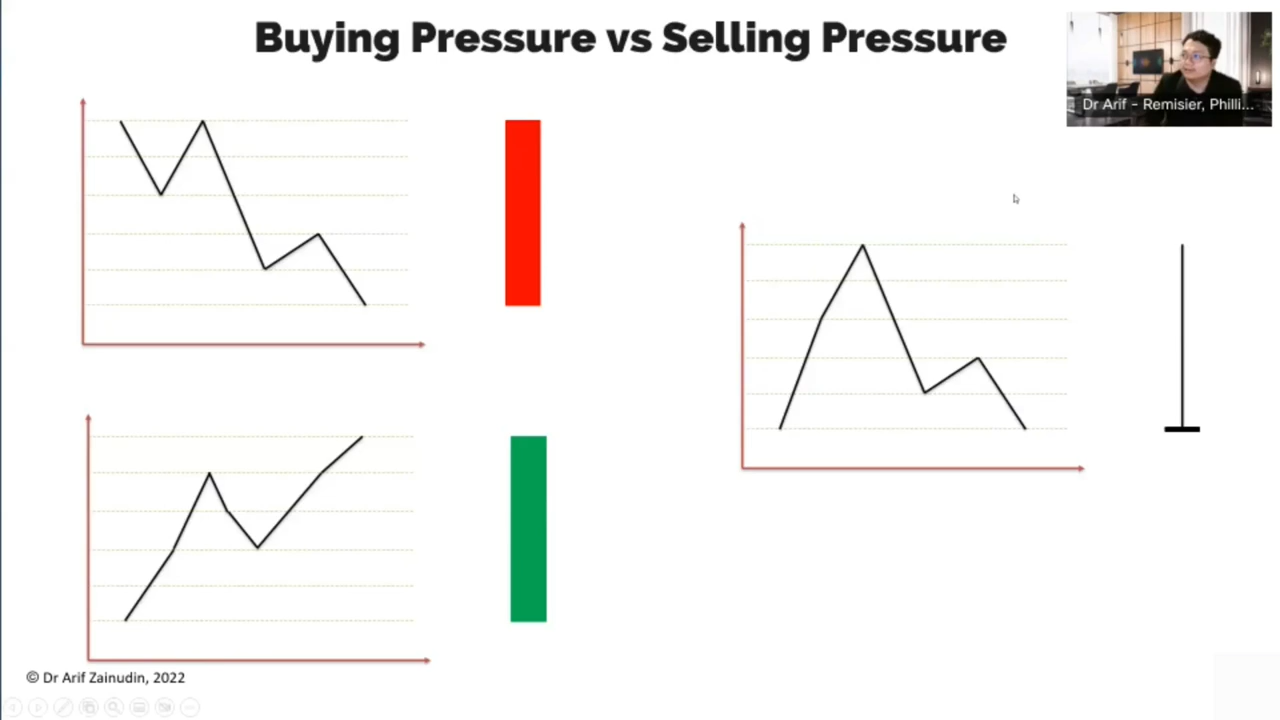 Buying Pressure vs Selling Pressure
Dr Arif - Remisier, Philli...
© Dr Arif Zainudin, 2022